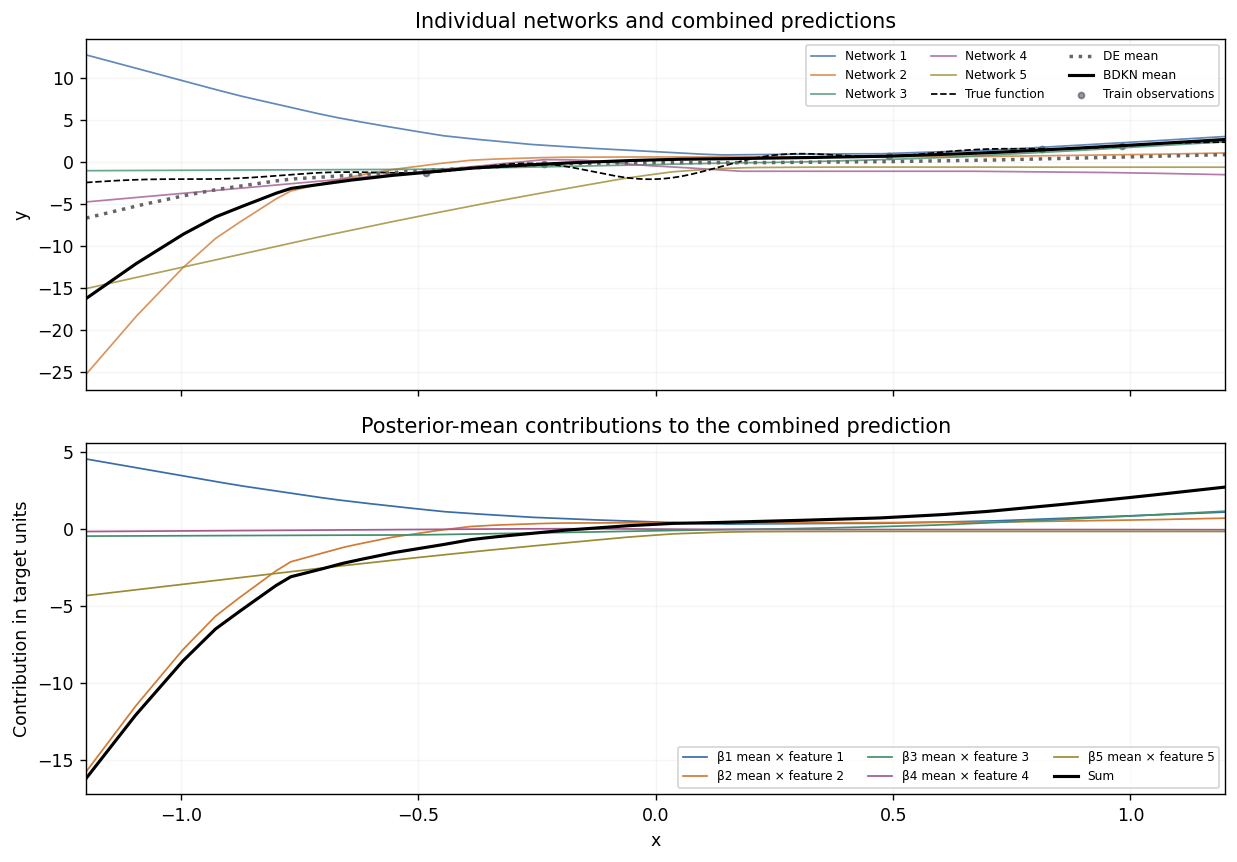 Individual networks and combined predictions
Network 1 Network 4 DE mean
Network 2 Network 5 BDKN mean
Network 3 True function Train observations
10
5
0
−5
−10
−15
−20
−25
y
Posterior-mean contributions to the combined prediction
5
0
−5
−10
−15
Contribution in target units
β1 mean × feature 1 β3 mean × feature 3 β5 mean × feature 5
β2 mean × feature 2 β4 mean × feature 4 Sum
−1.0 −0.5 0.0 0.5 1.0
x